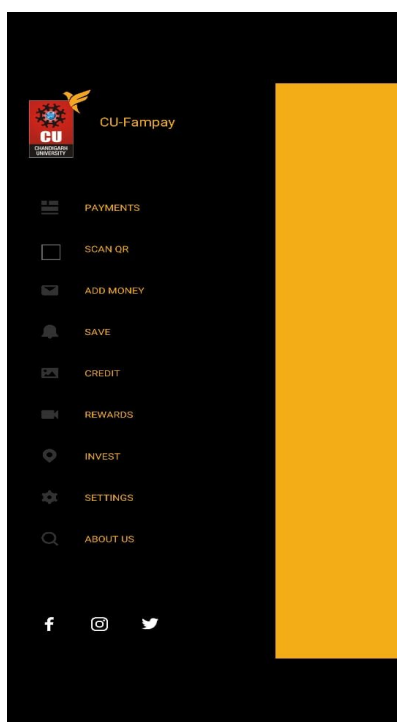 CU
CHANDIGARH
UNIVERSITY
CU-Fampay
PAYMENTS
SCAN QR
ADD MONEY
SAVE
CREDIT
REWARDS
INVEST
SETTINGS
ABOUT US